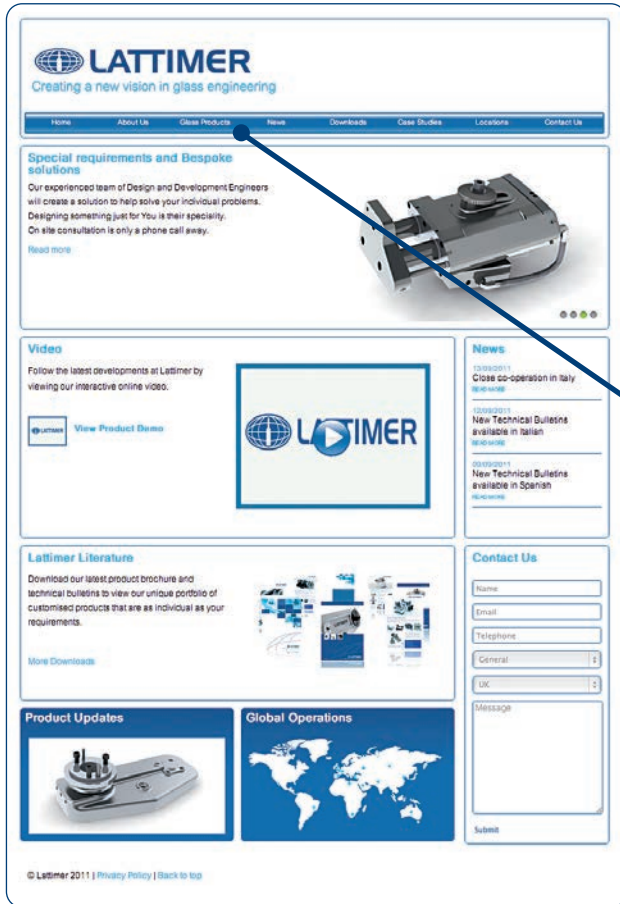 LATTIMER
Creating a new vision in glass engineering
Home About Us Glass Products News Downloads Case Studies Locations Contact Us
Special requirements and Bespoke
solutions
Our experienced team of Design and Development Engineers
will create a solution to help solve your individual problems.
Designing something just for You is their speciality.
On site consultation is only a phone call away.
Read more
Video
Follow the latest developments at Lattimer by
viewing our interactive online video.
LATTIMER
View Product Demo
LATTIMER
News
13/09/2011
Close co-operation in Italy
READ MORE
12/09/2011
New Technical Bulletins
available in Italian
READ MORE
09/09/2011
New Technical Bulletins
available in Spanish
READ MORE
Lattimer Literature
Download our latest product brochure and
technical bulletins to view our unique portfolio of
customised products that are as individual as your
requirements.
More Downloads
Contact Us
Name
Email
Telephone
General
UK
Message
Submit
Product Updates
Global Operations
© Lattimer 2011 | Privacy Policy | Back to top